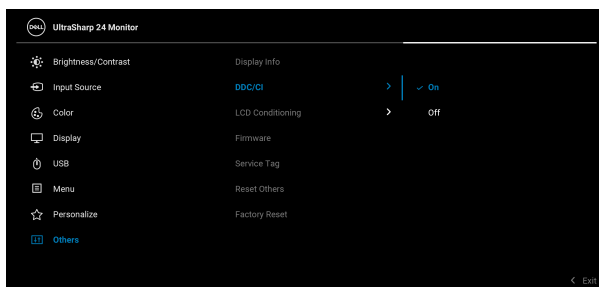 DELL UltraSharp 24 Monitor
Brightness/Contrast
Display Info
Input Source
DDC/CI
On
Color
LCD Conditioning
Off
Display
Firmware
USB
Service Tag
Menu
Reset Others
Personalize
Factory Reset
Others
Exit